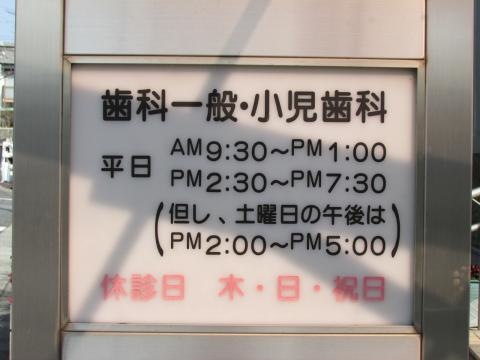 歯科一般・小児歯科
平日 AM9:30〜PM1:00
PM2:30〜PM7:30
(但し、土曜日の午後は
PM2:00〜PM5:00)
休診日 木・日・祝日